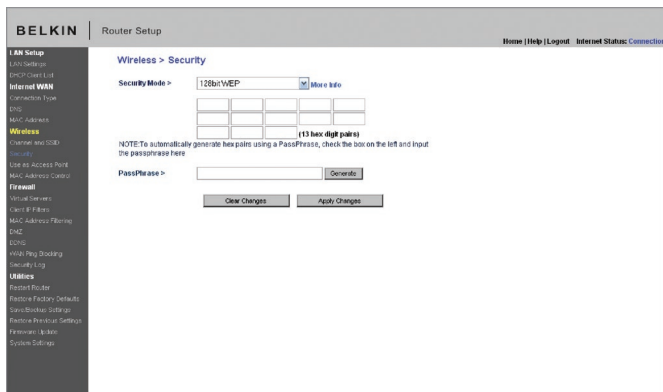 BELKIN
Router Setup
Home | Help | Logout Internet Status: Connection
LAN Setup
LAN Settings
DHCP Client List
Internet WAN
Connection Type
DNS
MAC Address
Wireless
Channel and SSID
Security
Use as Access Point
MAC Address Control
Firewall
Virtual Servers
Client IP Filters
MAC Address Filtering
DMZ
DDNS
WAN Ping Blocking
Security Log
Utilities
Restart Router
Restore Factory Defaults
Save/Backup Settings
Restore Previous Settings
Firmware Update
System Settings
Wireless > Security
Security Mode > 128bit WEP More Info
(13 hex digit pairs)
NOTE:To automatically generate hex pairs using a PassPhrase, check the box on the left and input
the passphrase here
PassPhrase > Generate
Clear Changes Apply Changes